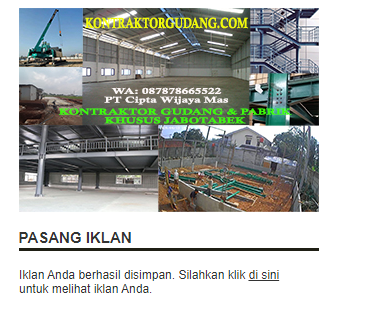 KONTRAKTORGUDANG.COM
WA: 087878665522
PT Cipta Wijaya Mas
KONTRAKTOR GUDANG & PABRIK
KHUSUS JABOTABEK
PASANG IKLAN
Iklan Anda berhasil disimpan. Silahkan klik di sini
untuk melihat iklan Anda.